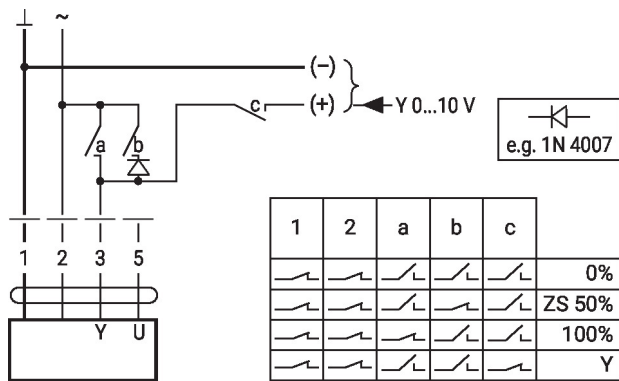 ⊥ ~
(–)
c (+) Y 0...10 V
a b
e.g. 1N 4007
1 2 3 5
Y U
1 2 a b c
0%
ZS 50%
100%
Y